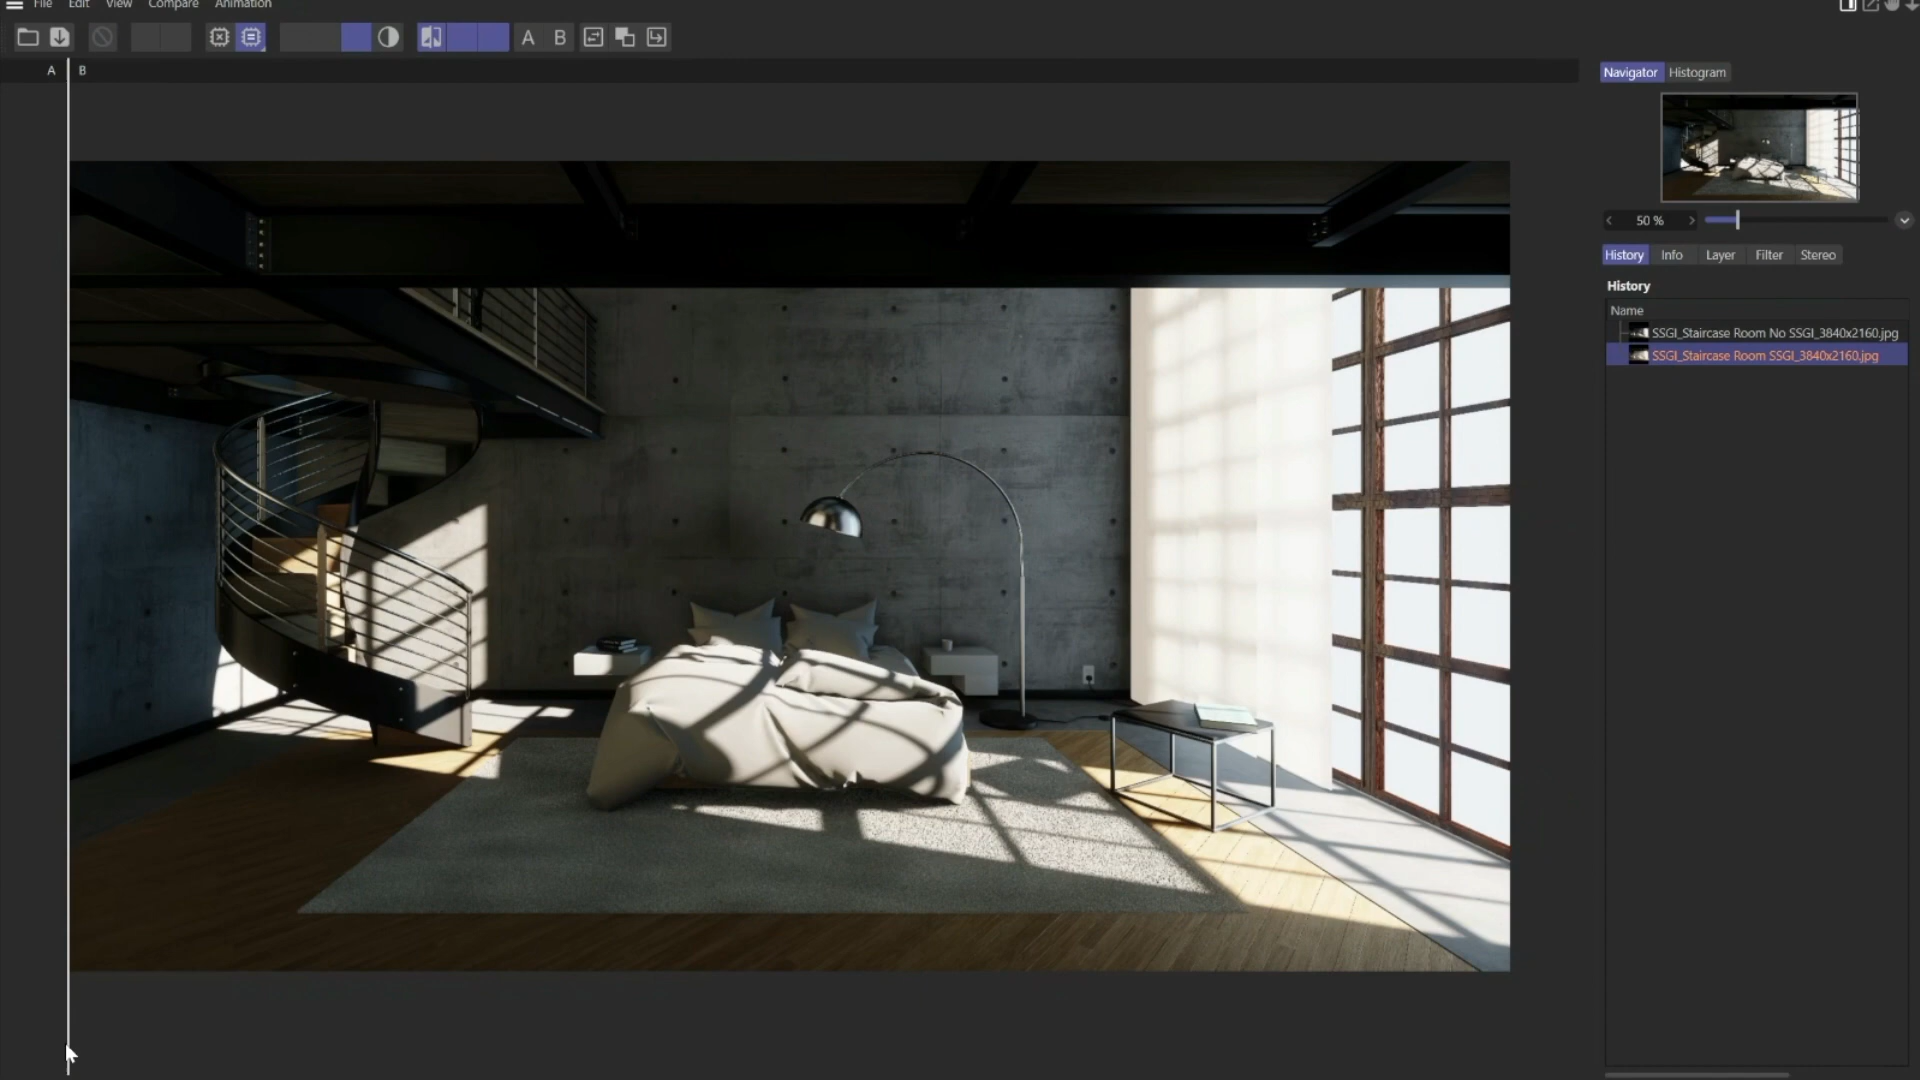 File Edit View Compare Animation
A B
A B
Navigator Histogram
50 %
History Info Layer Filter Stereo
History
Name
SSGI_Staircase Room No SSGI_3840x2160.jpg
SSGI_Staircase Room SSGI_3840x2160.jpg